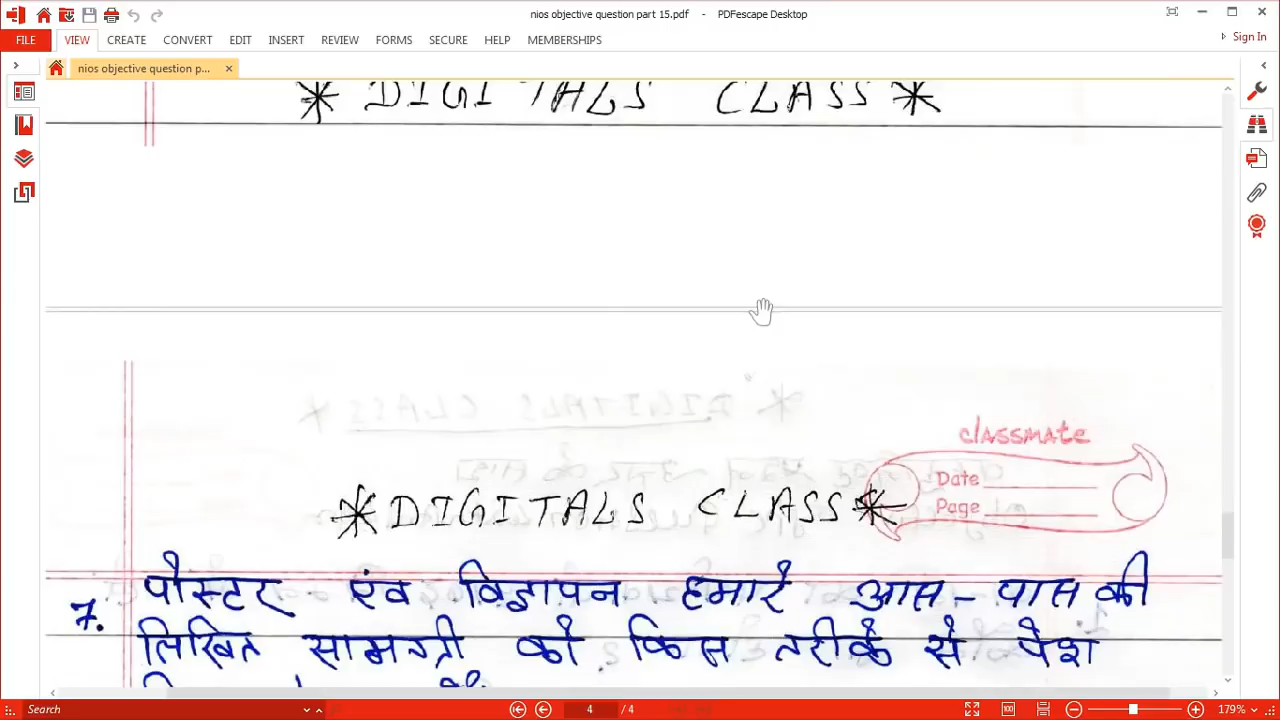 nios objective question part 15.pdf - PDFescape Desktop
FILE VIEW CREATE CONVERT EDIT INSERT REVIEW FORMS SECURE HELP MEMBERSHIPS Sign In
nios objective question p...
* DIGITALS CLASS *
classmate
Date
Page
* DIGITALS CLASS *
7. पोस्टर एंव विज्ञापन हमारे आस-पास की
लिखित सामग्री को किस तरीके से पेश
Search 4 / 4 179%